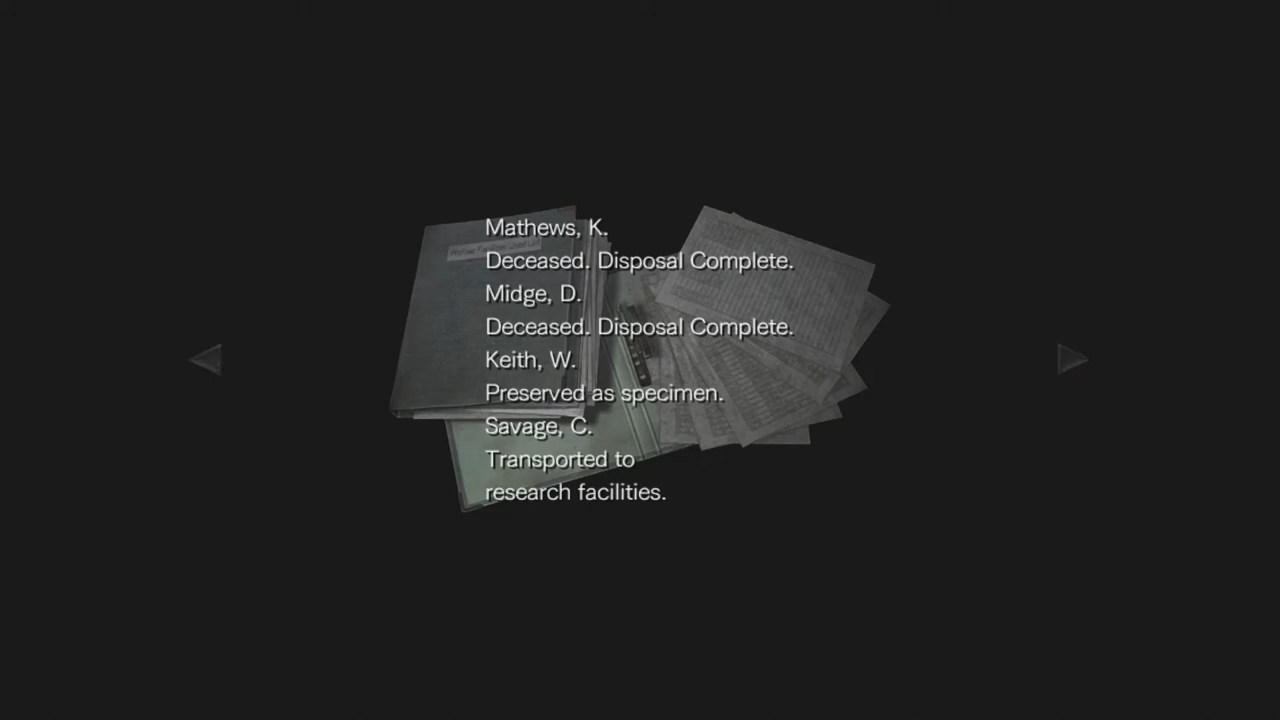 Mathews, K.
Deceased. Disposal Complete.
Midge, D.
Deceased. Disposal Complete.
Keith, W.
Preserved as specimen.
Savage, C.
Transported to
research facilities.